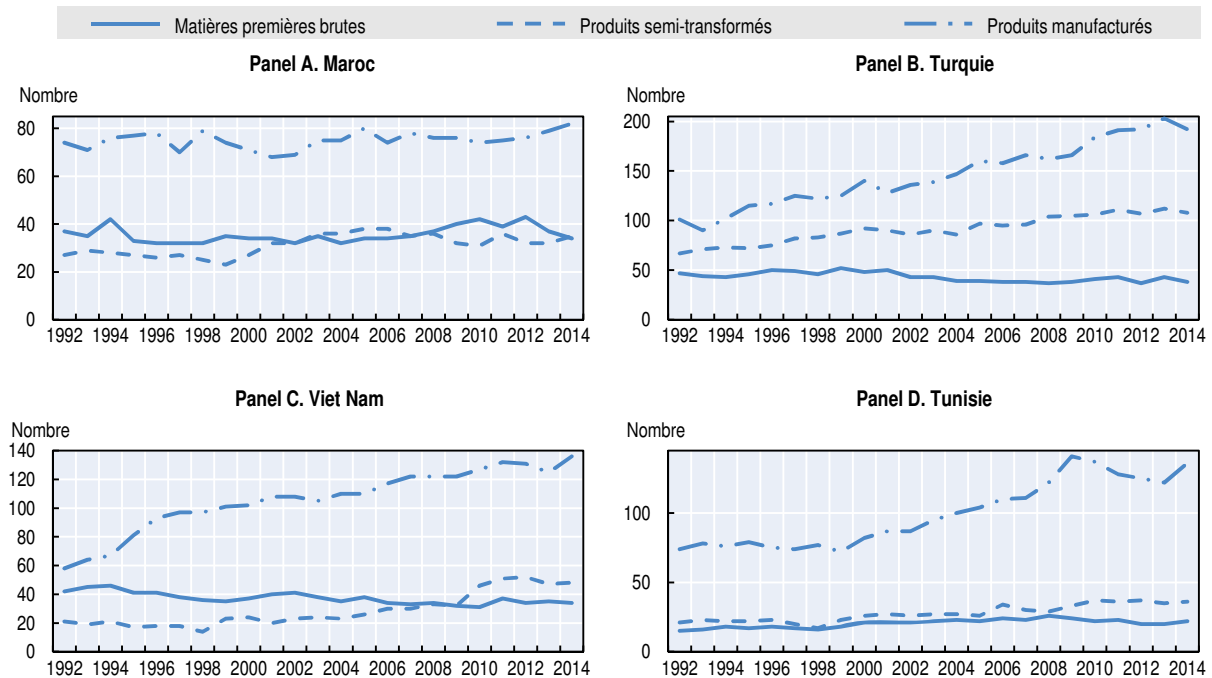 Matières premières brutes Produits semi-transformés Produits manufacturés
Panel A. Maroc
Nombre
80
60
40
20
0
1992 1994 1996 1998 2000 2002 2004 2006 2008 2010 2012 2014
Panel B. Turquie
Nombre
200
150
100
50
0
1992 1994 1996 1998 2000 2002 2004 2006 2008 2010 2012 2014
Panel C. Viet Nam
Nombre
140
120
100
80
60
40
20
0
1992 1994 1996 1998 2000 2002 2004 2006 2008 2010 2012 2014
Panel D. Tunisie
Nombre
100
50
0
1992 1994 1996 1998 2000 2002 2004 2006 2008 2010 2012 2014